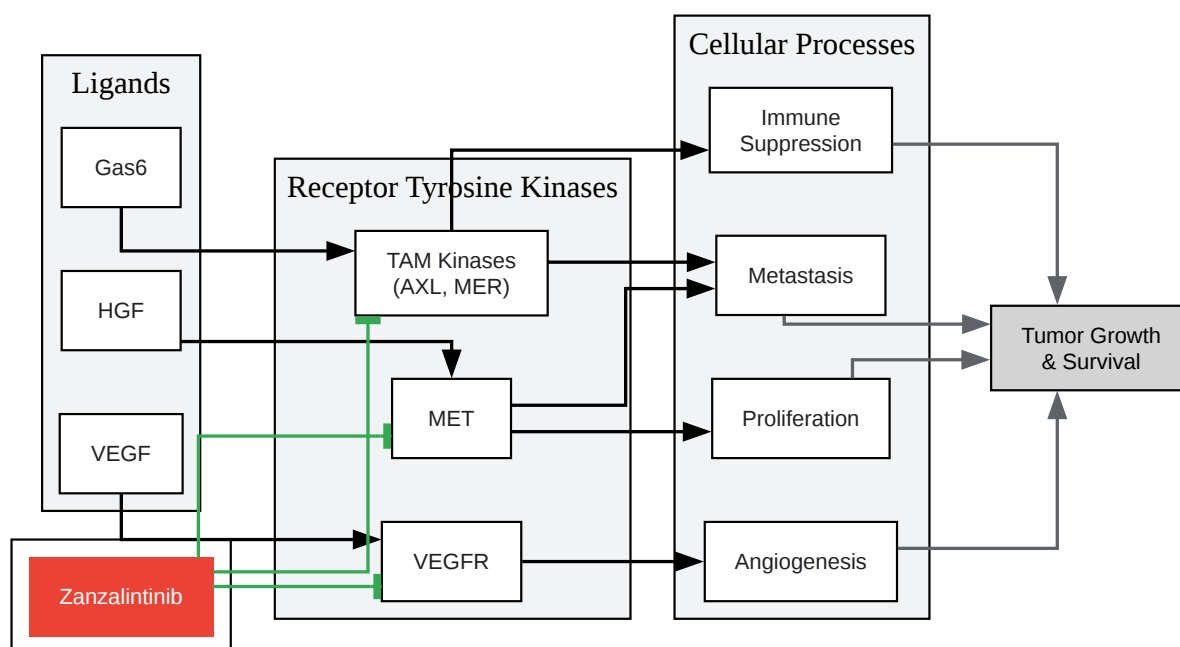 Ligands
Gas6
HGF
VEGF
Zanzalintinib
Receptor Tyrosine Kinases
TAM Kinases
(AXL, MER)
MET
VEGFR
Cellular Processes
Immune
Suppression
Metastasis
Proliferation
Angiogenesis
Tumor Growth
& Survival